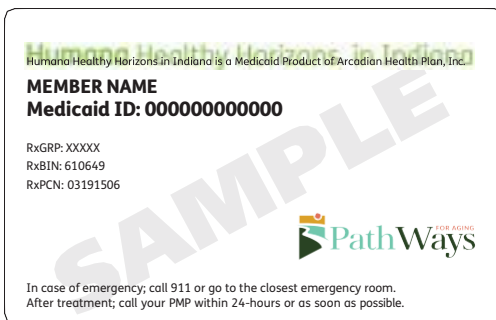 Humana Healthy Horizons in Indiana
Humana Healthy Horizons in Indiana is a Medicaid Product of Arcadian Health Plan, Inc.
MEMBER NAME
Medicaid ID: 000000000000
RxGRP: XXXXX
RxBIN: 610649
RxPCN: 03191506
SAMPLE
FOR AGING
PathWays
In case of emergency; call 911 or go to the closest emergency room.
After treatment; call your PMP within 24-hours or as soon as possible.